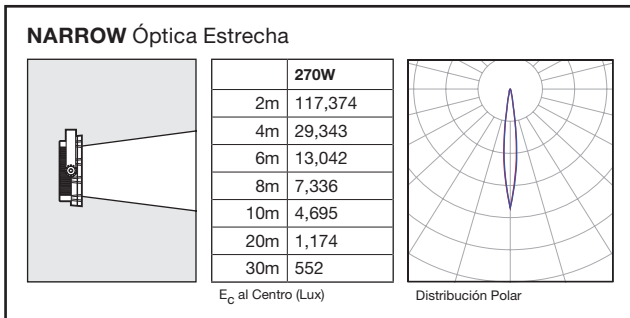 NARROW Óptica Estrecha
270W
2m 117,374
4m 29,343
6m 13,042
8m 7,336
10m 4,695
20m 1,174
30m 552
EC al Centro (Lux)
Distribución Polar